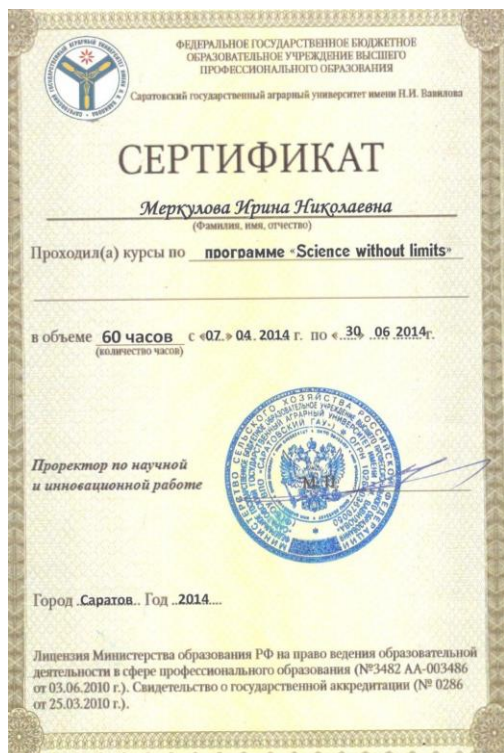 ФЕДЕРАЛЬНОЕ ГОСУДАРСТВЕННОЕ БЮДЖЕТНОЕ
ОБРАЗОВАТЕЛЬНОЕ УЧРЕЖДЕНИЕ ВЫСШЕГО
ПРОФЕССИОНАЛЬНОГО ОБРАЗОВАНИЯ
Саратовский государственный аграрный университет имени Н.И. Вавилова
СЕРТИФИКАТ
Меркулова Ирина Николаевна
(Фамилия, имя, отчество)
Проходил(а) курсы по программе «Science without limits»
в объеме 60 часов с «07.» 04. 2014 г. по «30» 06 2014г.
(количество часов)
Проректор по научной
и инновационной работе
М.П.
Город Саратов.. Год ..2014....
Лицензия Министерства образования РФ на право ведения образовательной
деятельности в сфере профессионального образования (№3482 АА-003486
от 03.06.2010 г.). Свидетельство о государственной аккредитации (№ 0286
от 25.03.2010 г.).